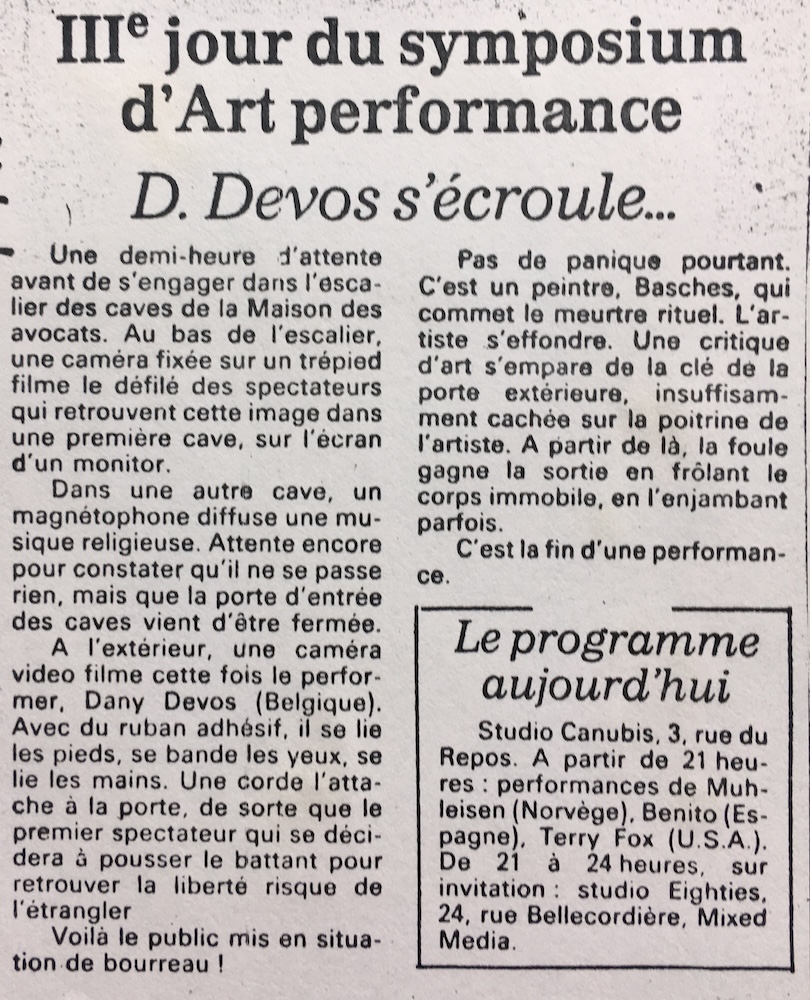 IIIe jour du symposium
d'Art performance
D. Devos s'écroule...
Une demi-heure d'attente
avant de s'engager dans l'esca-
lier des caves de la Maison des
avocats. Au bas de l'escalier,
une caméra fixée sur un trépied
filme le défilé des spectateurs
qui retrouvent cette image dans
une première cave, sur l'écran
d'un monitor.
Dans une autre cave, un
magnétophone diffuse une mu-
sique religieuse. Attente encore
pour constater qu'il ne se passe
rien, mais que la porte d'entrée
des caves vient d'être fermée.
A l'extérieur, une caméra
video filme cette fois le perfor-
mer, Dany Devos (Belgique).
Avec du ruban adhésif, il se lie
les pieds, se bande les yeux, se
lie les mains. Une corde l'atta-
che à la porte, de sorte que le
premier spectateur qui se déci-
dera à pousser le battant pour
retrouver la liberté risque de
l'étrangler
Voilà le public mis en situa-
tion de bourreau !
Pas de panique pourtant.
C'est un peintre, Basches, qui
commet le meurtre rituel. L'ar-
tiste s'effondre. Une critique
d'art s'empare de la clé de la
porte extérieure, insuffisam-
ment cachée sur la poitrine de
l'artiste. A partir de là, la foule
gagne la sortie en frôlant le
corps immobile, en l'enjambant
parfois.
C'est la fin d'une performan-
ce.
Le programme
aujourd'hui
Studio Canubis, 3, rue du
Repos. A partir de 21 heu-
res : performances de Muh-
leisen (Norvège), Benito (Es-
pagne), Terry Fox (U.S.A.).
De 21 à 24 heures, sur
invitation : studio Eighties,
24, rue Bellecordière, Mixed
Media.